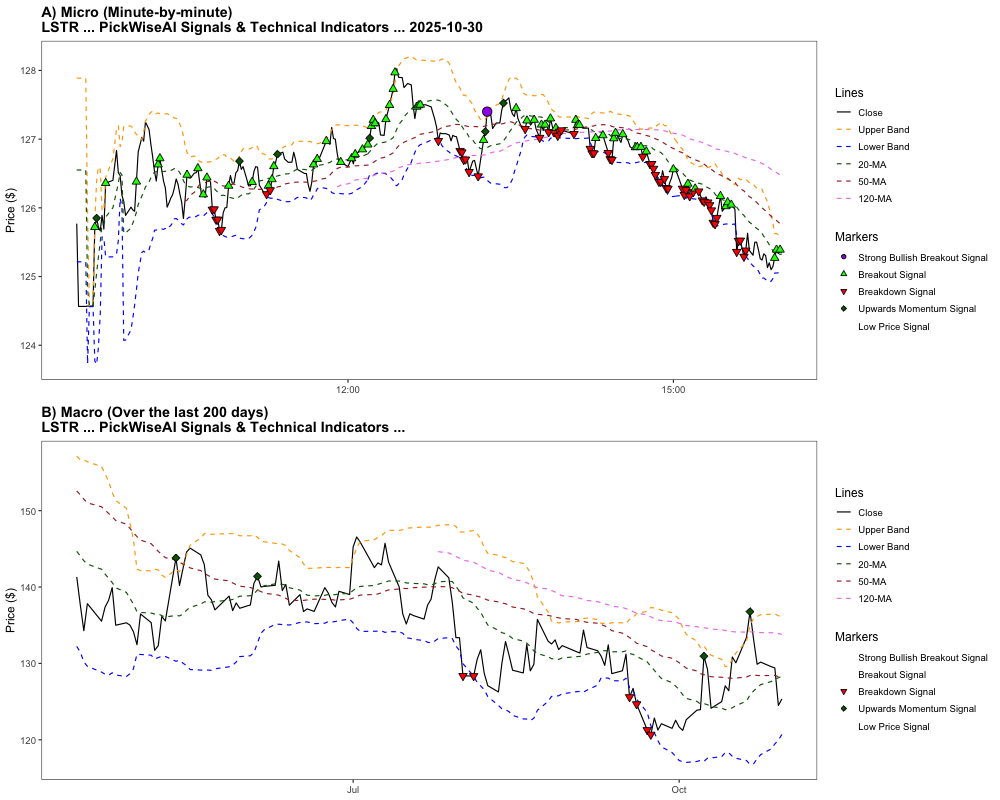 A) Micro (Minute-by-minute)
LSTR ... PickWiseAI Signals & Technical Indicators ... 2025-10-30
Price ($)
128
127
126
125
124
12:00
15:00
Lines
Close
Upper Band
Lower Band
20-MA
50-MA
120-MA
Markers
Strong Bullish Breakout Signal
Breakout Signal
Breakdown Signal
Upwards Momentum Signal
Low Price Signal
B) Macro (Over the last 200 days)
LSTR ... PickWiseAI Signals & Technical Indicators ...
Price ($)
150
140
130
120
Jul
Oct
Lines
Close
Upper Band
Lower Band
20-MA
50-MA
120-MA
Markers
Strong Bullish Breakout Signal
Breakout Signal
Breakdown Signal
Upwards Momentum Signal
Low Price Signal